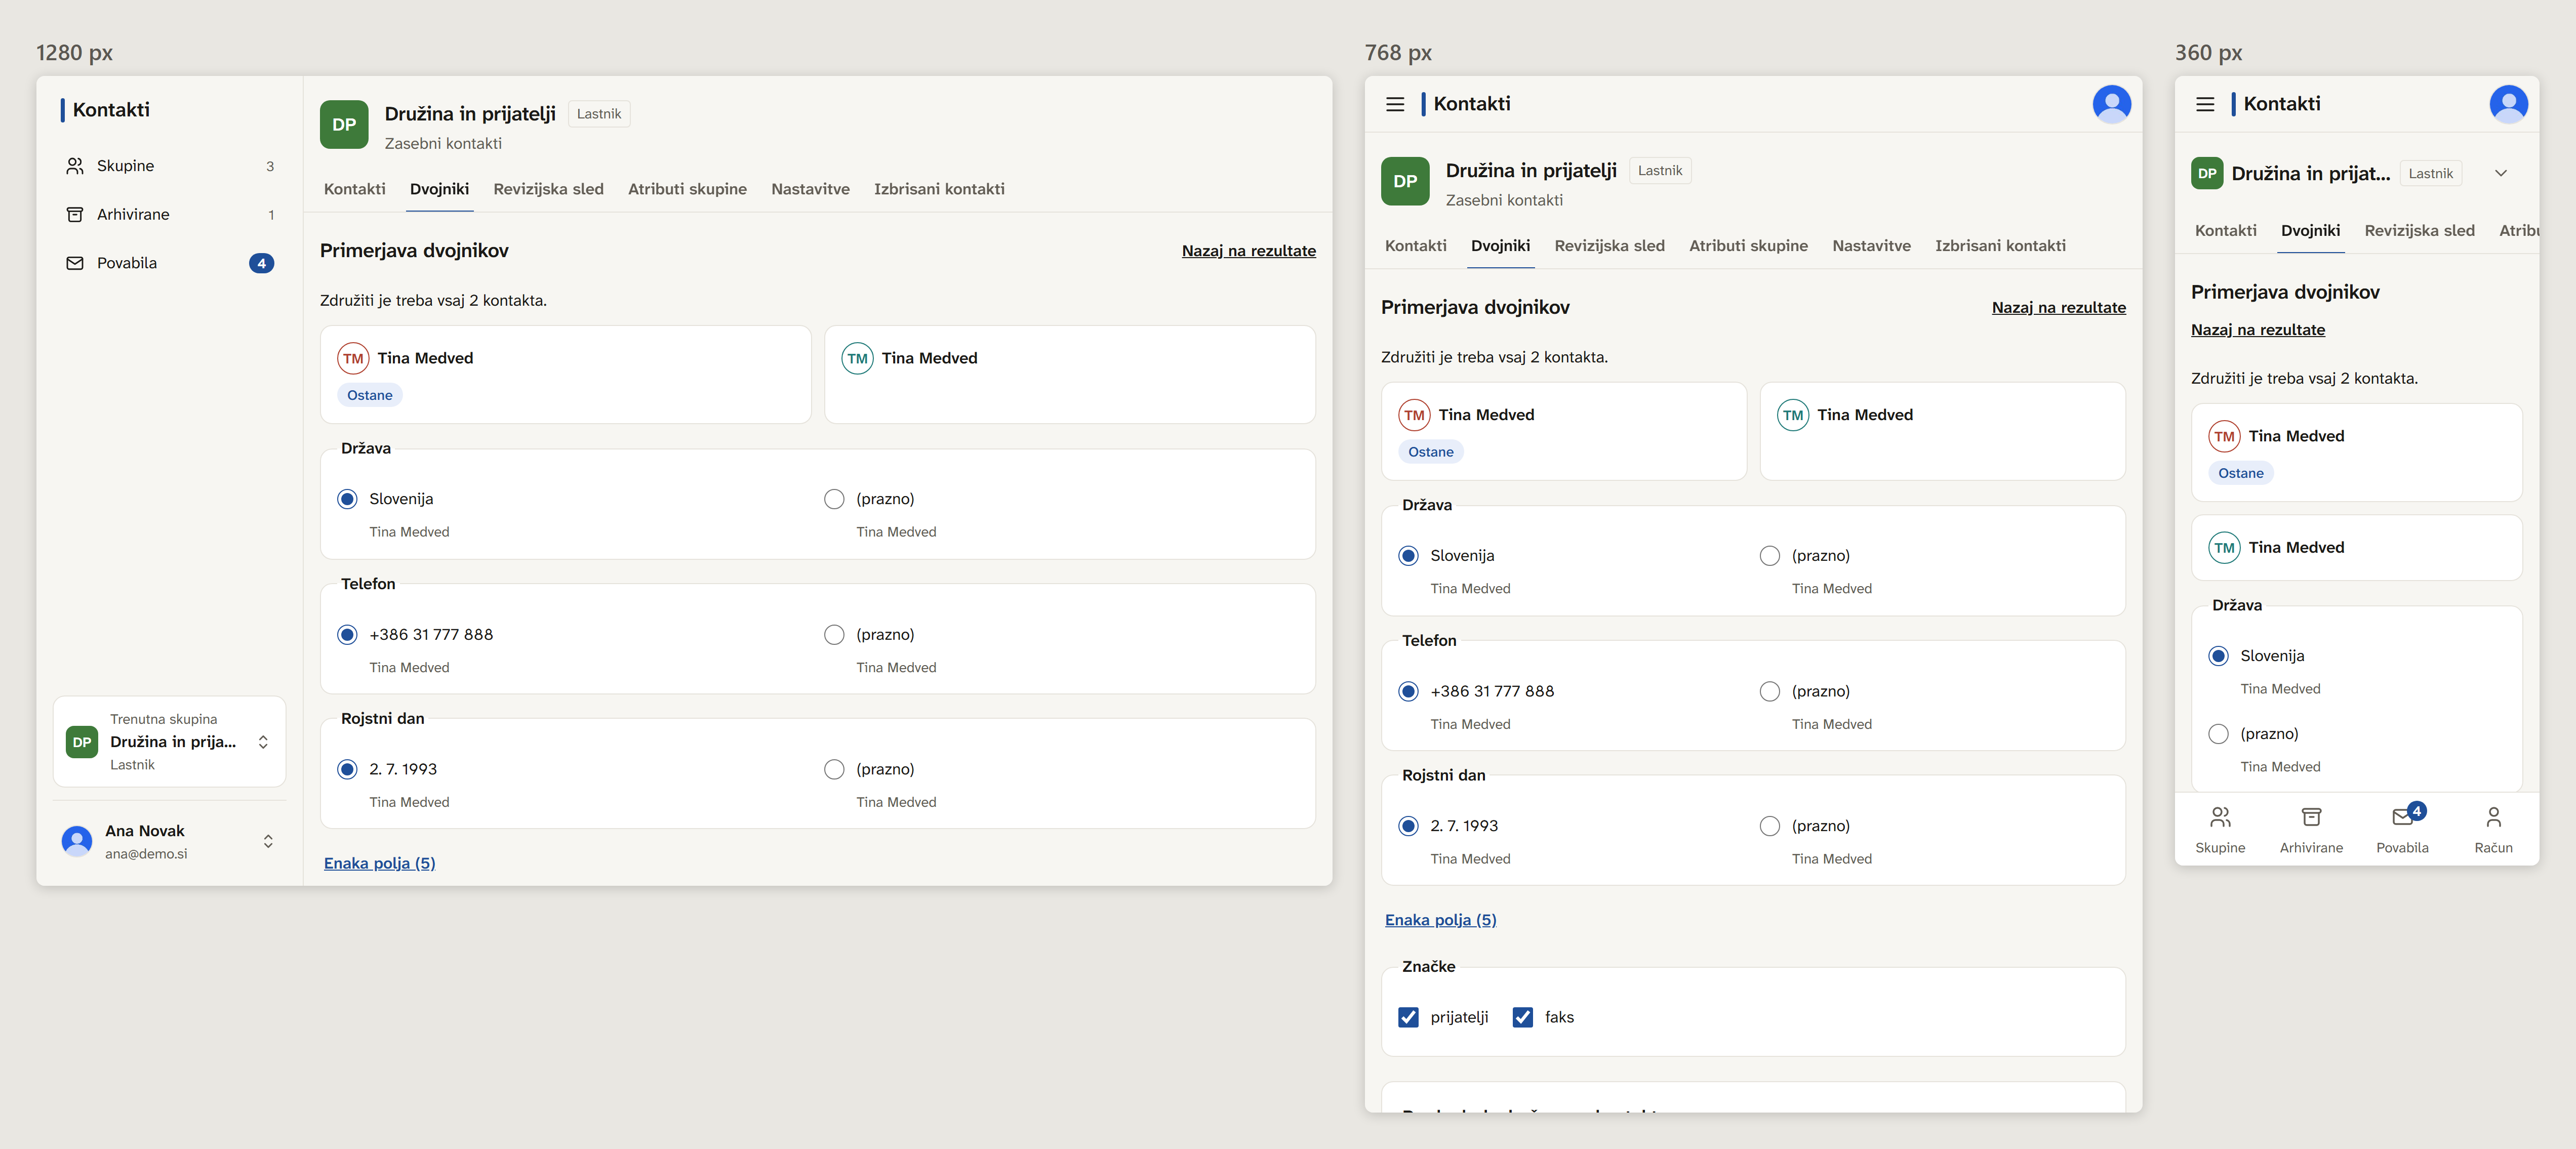 1280 px
Kontakti
Skupine 3
Arhivirane 1
Povabila 4
Trenutna skupina
DP
Družina in prija...
Lastnik
Ana Novak
ana@demo.si
DP
Družina in prijatelji Lastnik
Zasebni kontakti
Kontakti Dvojniki Revizijska sled Atributi skupine Nastavitve Izbrisani kontakti
Primerjava dvojnikov Nazaj na rezultate
Združiti je treba vsaj 2 kontakta.
TM Tina Medved TM Tina Medved
Ostane
Država
Slovenija (prazno)
Tina Medved Tina Medved
Telefon
+386 31 777 888 (prazno)
Tina Medved Tina Medved
Rojstni dan
2. 7. 1993 (prazno)
Tina Medved Tina Medved
Enaka polja (5)
768 px
Kontakti
DP
Družina in prijatelji Lastnik
Zasebni kontakti
Kontakti Dvojniki Revizijska sled Atributi skupine Nastavitve Izbrisani kontakti
Primerjava dvojnikov Nazaj na rezultate
Združiti je treba vsaj 2 kontakta.
TM Tina Medved TM Tina Medved
Ostane
Država
Slovenija (prazno)
Tina Medved Tina Medved
Telefon
+386 31 777 888 (prazno)
Tina Medved Tina Medved
Rojstni dan
2. 7. 1993 (prazno)
Tina Medved Tina Medved
Enaka polja (5)
Značke
prijatelji faks
360 px
Kontakti
DP Družina in prijat... Lastnik
Kontakti Dvojniki Revizijska sled Atribu
Primerjava dvojnikov
Nazaj na rezultate
Združiti je treba vsaj 2 kontakta.
TM Tina Medved
Ostane
TM Tina Medved
Država
Slovenija
Tina Medved
(prazno)
Tina Medved
4
Skupine Arhivirane Povabila Račun